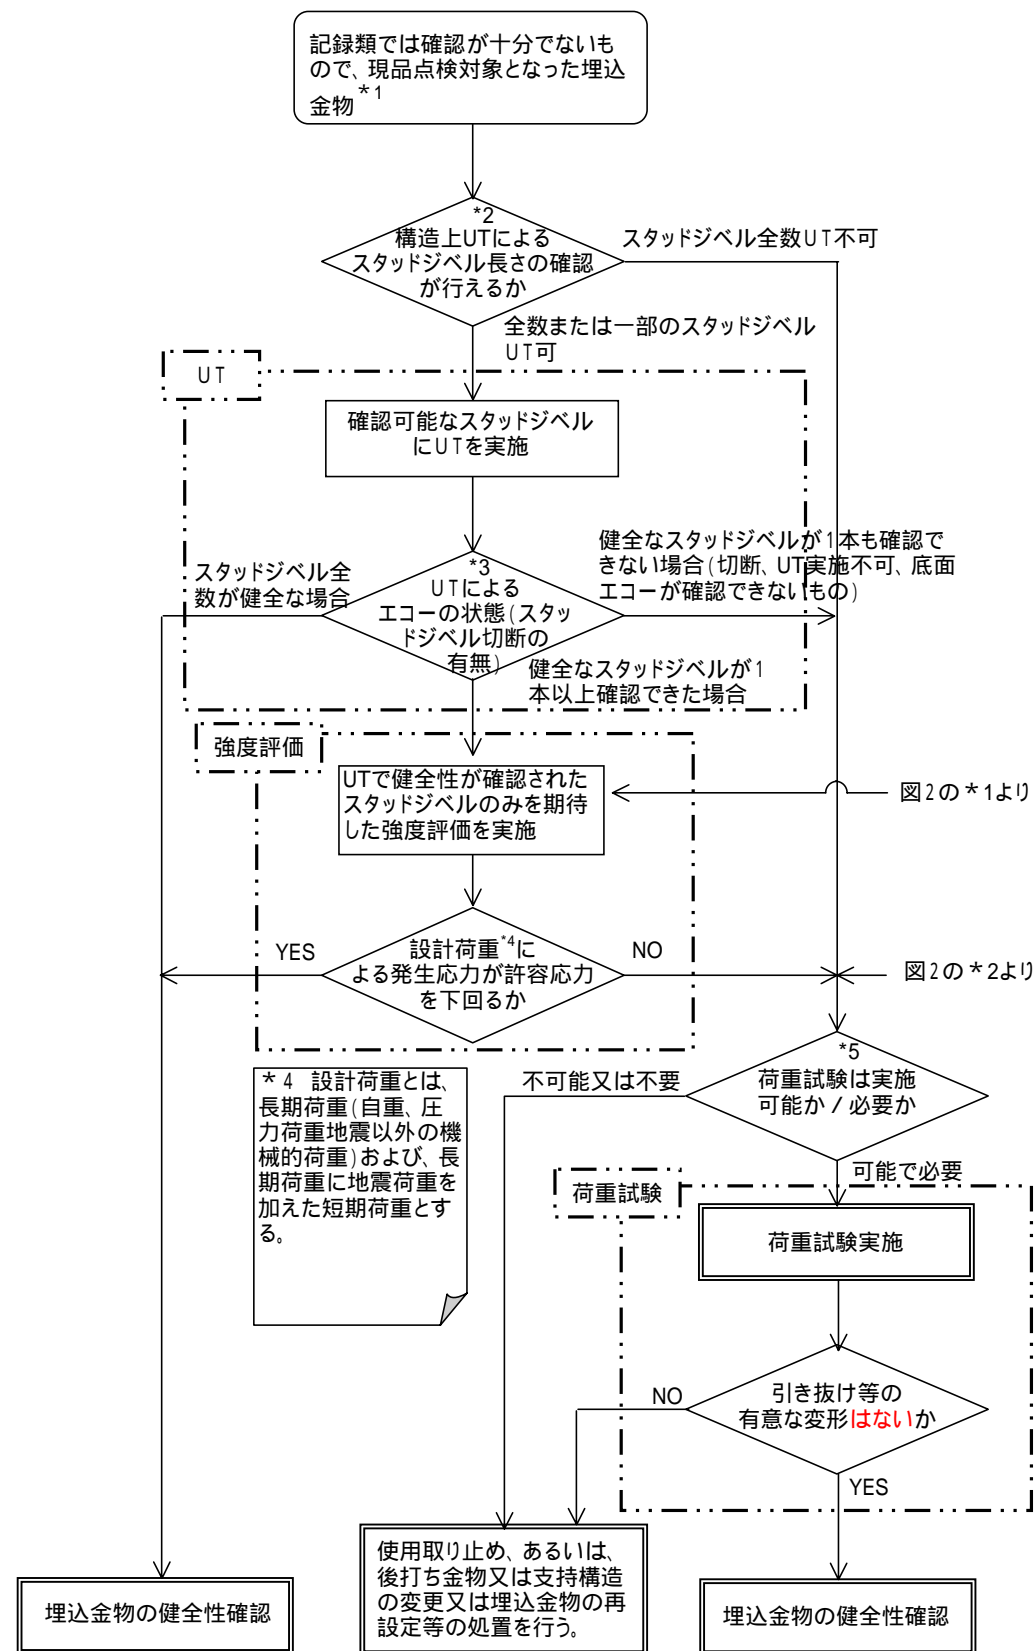 記録類では確認が十分でないも
ので、現品点検対象となった埋込
金物*1
*2
構造上UTによる
スタッドジベル長さの確認
が行えるか
スタッドジベル全数UT不可
全数または一部のスタッドジベル
UT可
UT
確認可能なスタッドジベル
にUTを実施
スタッドジベル全
数が健全な場合
*3
UTによる
エコーの状態(スタッ
ドジベル切断の
有無)
健全なスタッドジベルが1本も確認で
きない場合(切断、UT実施不可、底面
エコーが確認できないもの)
健全なスタッドジベルが1
本以上確認できた場合
強度評価
UTで健全性が確認された
スタッドジベルのみを期待
した強度評価を実施
図2の*1より
YES
設計荷重*4に
よる発生応力が許容応力
を下回るか
NO
図2の*2より
*4 設計荷重とは、
長期荷重(自重、圧
力荷重地震以外の機
械的荷重)および、長
期荷重に地震荷重を
加えた短期荷重とす
る。
不可能又は不要
*5
荷重試験は実施
可能か/必要か
可能で必要
荷重試験
荷重試験実施
NO
引き抜け等の
有意な変形はないか
YES
埋込金物の健全性確認
使用取り止め、あるいは、
後打ち金物又は支持構造
の変更又は埋込金物の再
設定等の処置を行う。
埋込金物の健全性確認